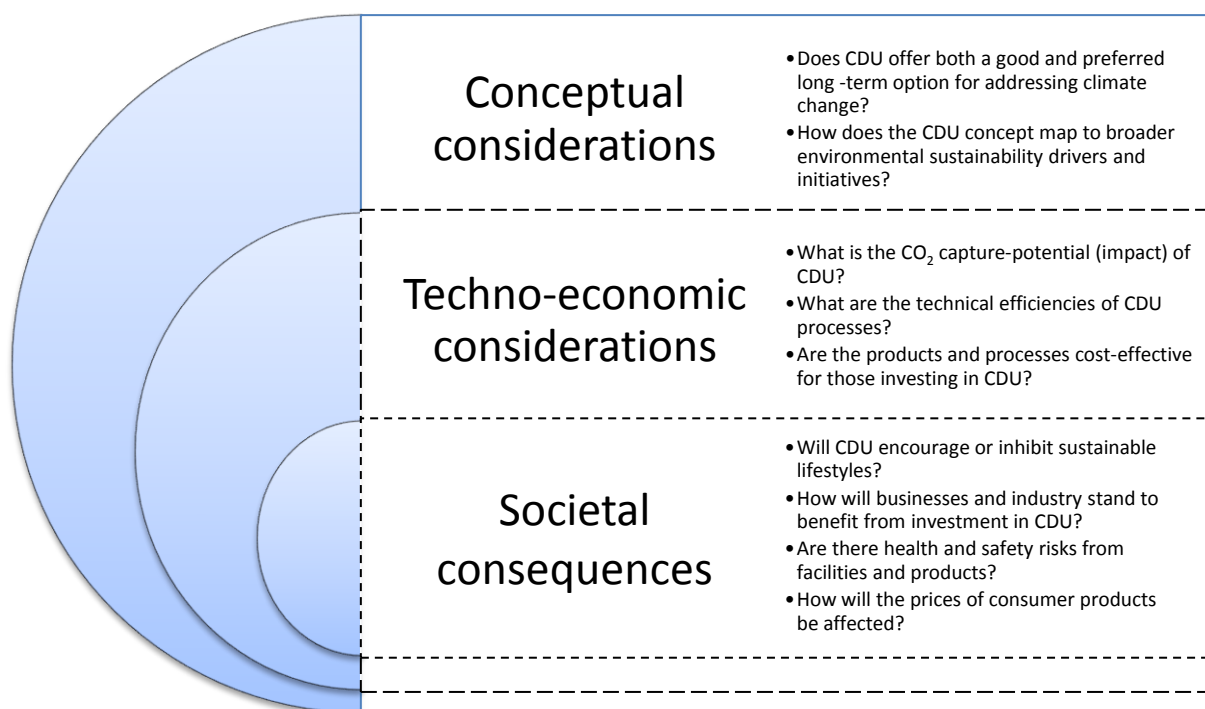 Conceptual
considerations
•Does CDU offer both a good and preferred
long -term option for addressing climate
change?
•How does the CDU concept map to broader
environmental sustainability drivers and
initiatives?
Techno-economic
considerations
•What is the CO₂ capture-potential (impact) of
CDU?
•What are the technical efficiencies of CDU
processes?
•Are the products and processes cost-effective
for those investing in CDU?
Societal
consequences
•Will CDU encourage or inhibit sustainable
lifestyles?
•How will businesses and industry stand to
benefit from investment in CDU?
•Are there health and safety risks from
facilities and products?
•How will the prices of consumer products
be affected?